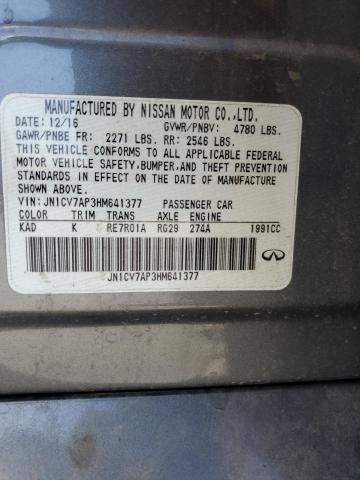 MANUFACTURED BY NISSAN MOTOR CO.,LTD.
DATE: 12/16 GVWR/PNBV: 4780 LBS.
GAWR/PNBE FR: 2271 LBS. RR: 2546 LBS.
THIS VEHICLE CONFORMS TO ALL APPLICABLE FEDERAL
MOTOR VEHICLE SAFETY, BUMPER, AND THEFT PREVENTION
STANDARDS IN EFFECT ON THE DATE OF MANUFACTURE
SHOWN ABOVE.
VIN: JN1CV7AP3HM641377 PASSENGER CAR
COLOR TRIM TRANS AXLE ENGINE
KAD K RE7R01A RG29 274A 1991CC
JN1CV7AP3HM641377